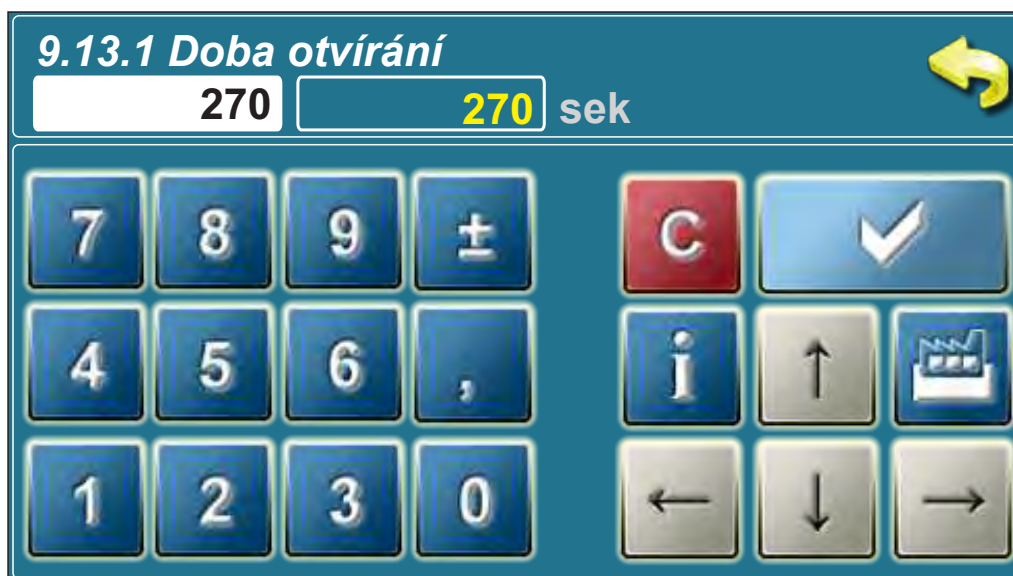 9.13.1 Doba otvírání
270 270 sek
7 8 9 ± C
4 5 6 , i ↑
1 2 3 0 ← ↓ →